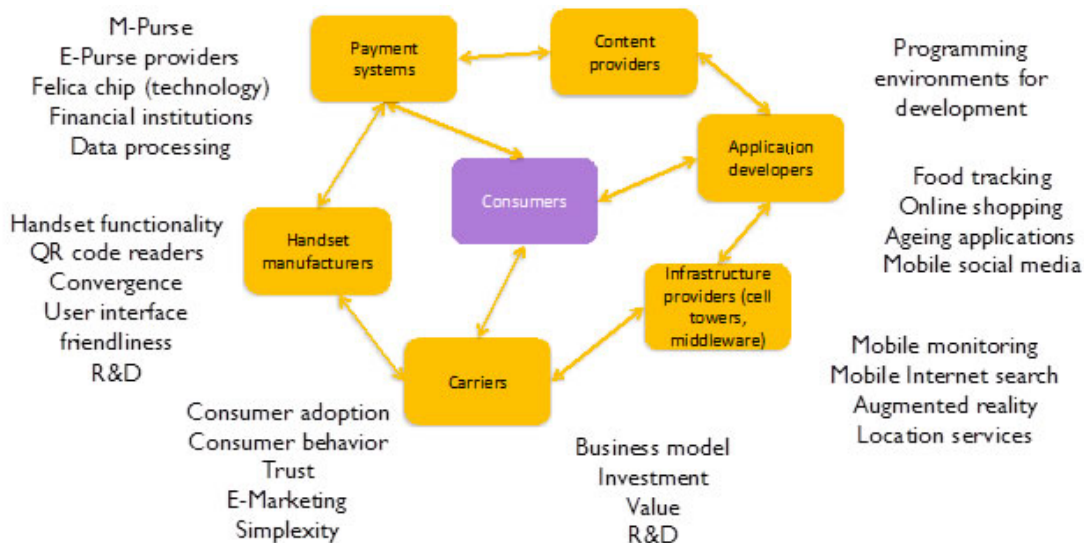 M-Purse
E-Purse providers
Felica chip (technology)
Financial institutions
Data processing
Payment
systems
Content
providers
Programming
environments for
development
Application
developers
Consumers
Food tracking
Online shopping
Ageing applications
Mobile social media
Handset functionality
QR code readers
Convergence
User interface
friendliness
R&D
Handset
manufacturers
Infrastructure
providers (cell
towers,
middleware)
Carriers
Mobile monitoring
Mobile Internet search
Augmented reality
Location services
Consumer adoption
Consumer behavior
Trust
E-Marketing
Simplexity
Business model
Investment
Value
R&D